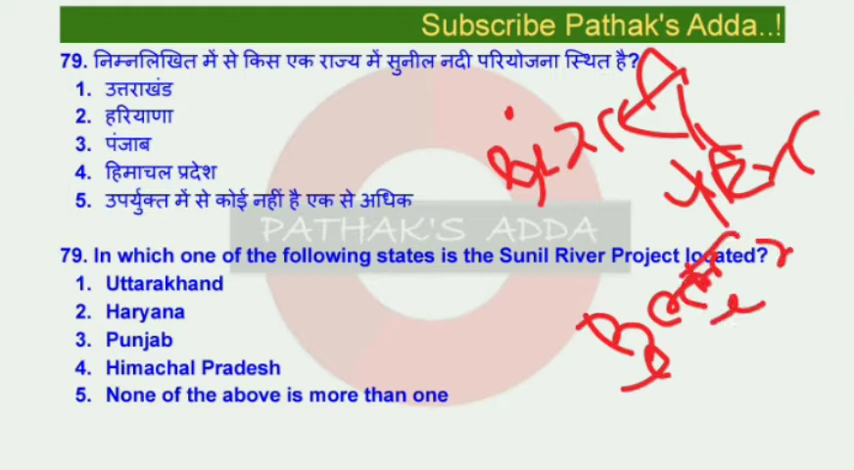 Subscribe Pathak's Adda..!
79. निम्नलिखित में से किस एक राज्य में सुनील नदी परियोजना स्थित है?
1. उत्तराखंड
2. हरियाणा
3. पंजाब
4. हिमाचल प्रदेश
5. उपर्युक्त में से कोई नहीं है एक से अधिक
PATHAK'S ADDA
79. In which one of the following states is the Sunil River Project located?
1. Uttarakhand
2. Haryana
3. Punjab
4. Himachal Pradesh
5. None of the above is more than one